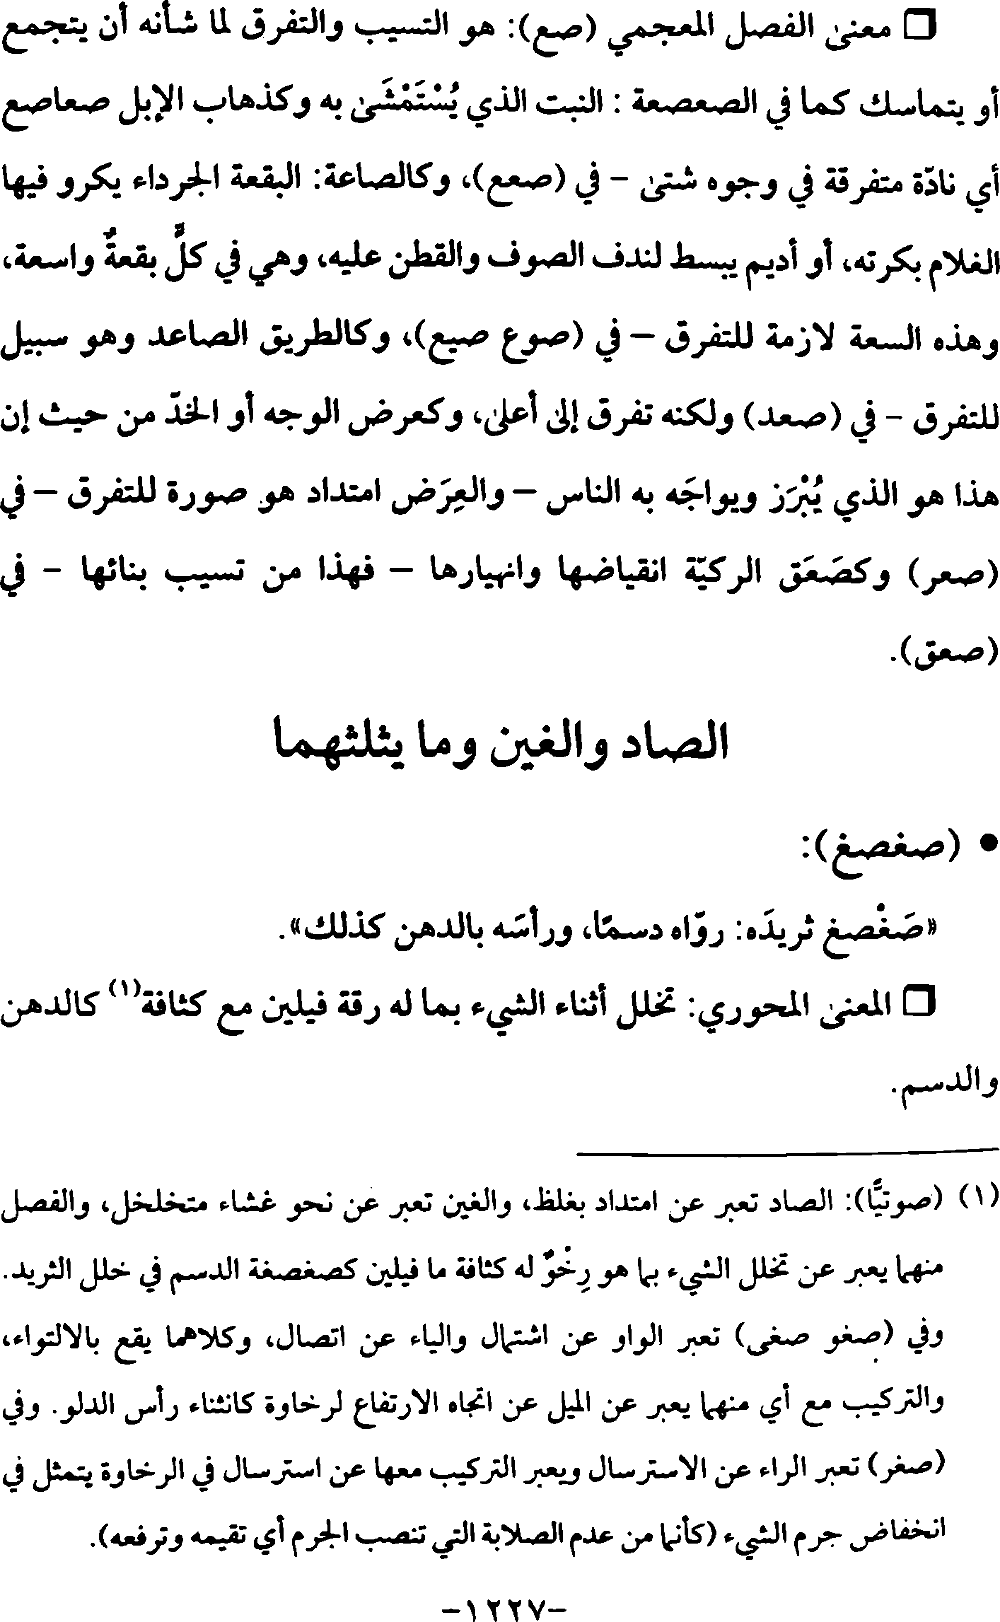 ❒ معنىٰ الفصل المعجمي (صع): هو التسيب والتفرق لما شأنه أن يتجمع
أو يتماسك كما في الصعصعة : النبت الذي يُسْتَمْشَىٰ به وكذهاب الإبل صعاصع
أي نادّة متفرقة في وجوه شتىٰ – في (صعع)، وكالصاعة: البقعة الجرداء يكرو فيها
الغلام بكرته، أو أديم يبسط لندف الصوف والقطن عليه، وهي في كلٍّ بقعةٌ واسعة،
وهذه السعة لازمة للتفرق – في (صوع صيع)، وكالطريق الصاعد وهو سبيل
للتفرق – في (صعد) ولكنه تفرق إلىٰ أعلىٰ، وكعرض الوجه أو الخدّ من حيث إن
هذا هو الذي يُبْرَز ويواجَه به الناس – والعِرَض امتداد هو صورة للتفرق – في
(صعر) وكصَعَق الركيّة انقياضها وانهيارها – فهذا من تسيب بنائها – في
(صعق).
الصاد والغين وما يثلثهما
• (صغصغ):
«صَغْصغ ثريدَه: روّاه دسمًا، ورأسَه بالدهن كذلك».
❒ المعنىٰ المحوري: تخلل أثناء الشيء بما له رقة فيلين مع كثافة(١) كالدهن
والدسم.
(١) (صوتيًّا): الصاد تعبر عن امتداد بغلظ، والغين تعبر عن نحو غشاء متخلخل، والفصل
منهما يعبر عن تخلل الشيء بما هو رِخْوٌ له كثافة ما فيلين كصغصغة الدسم في خلل الثريد.
وفي (صغو صغى) تعبر الواو عن اشتمال والياء عن اتصال، وكلاهما يقع بالالتواء،
والتركيب مع أي منهما يعبر عن الميل عن اتجاه الارتفاع لرخاوة كانثناء رأس الدلو. وفي
(صغر) تعبر الراء عن الاسترسال ويعبر التركيب معها عن استرسال في الرخاوة يتمثل في
انخفاض جرم الشيء (كأنما من عدم الصلابة التي تنصب الجرم أي تقيمه وترفعه).
-١٢٢٧-